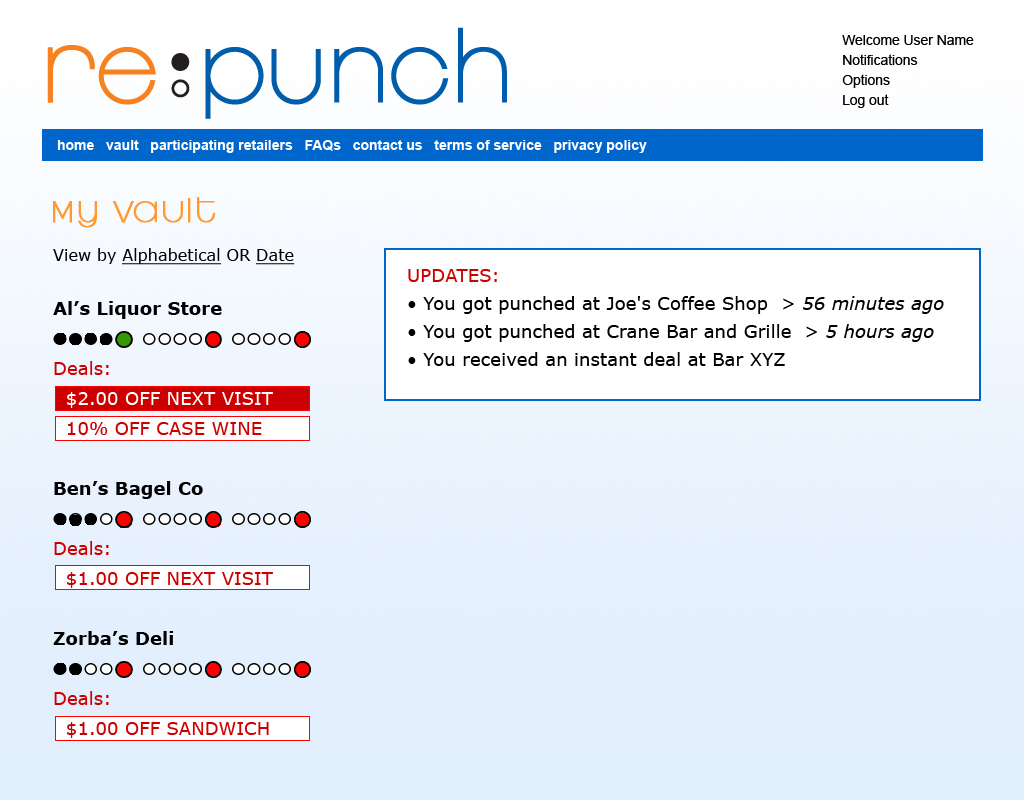 re:punch
Welcome User Name
Notifications
Options
Log out
home vault participating retailers FAQs contact us terms of service privacy policy
My Vault
View by Alphabetical OR Date
Al’s Liquor Store
Deals:
$2.00 OFF NEXT VISIT
10% OFF CASE WINE
Ben’s Bagel Co
Deals:
$1.00 OFF NEXT VISIT
Zorba’s Deli
Deals:
$1.00 OFF SANDWICH
UPDATES:
• You got punched at Joe's Coffee Shop > 56 minutes ago
• You got punched at Crane Bar and Grille > 5 hours ago
• You received an instant deal at Bar XYZ